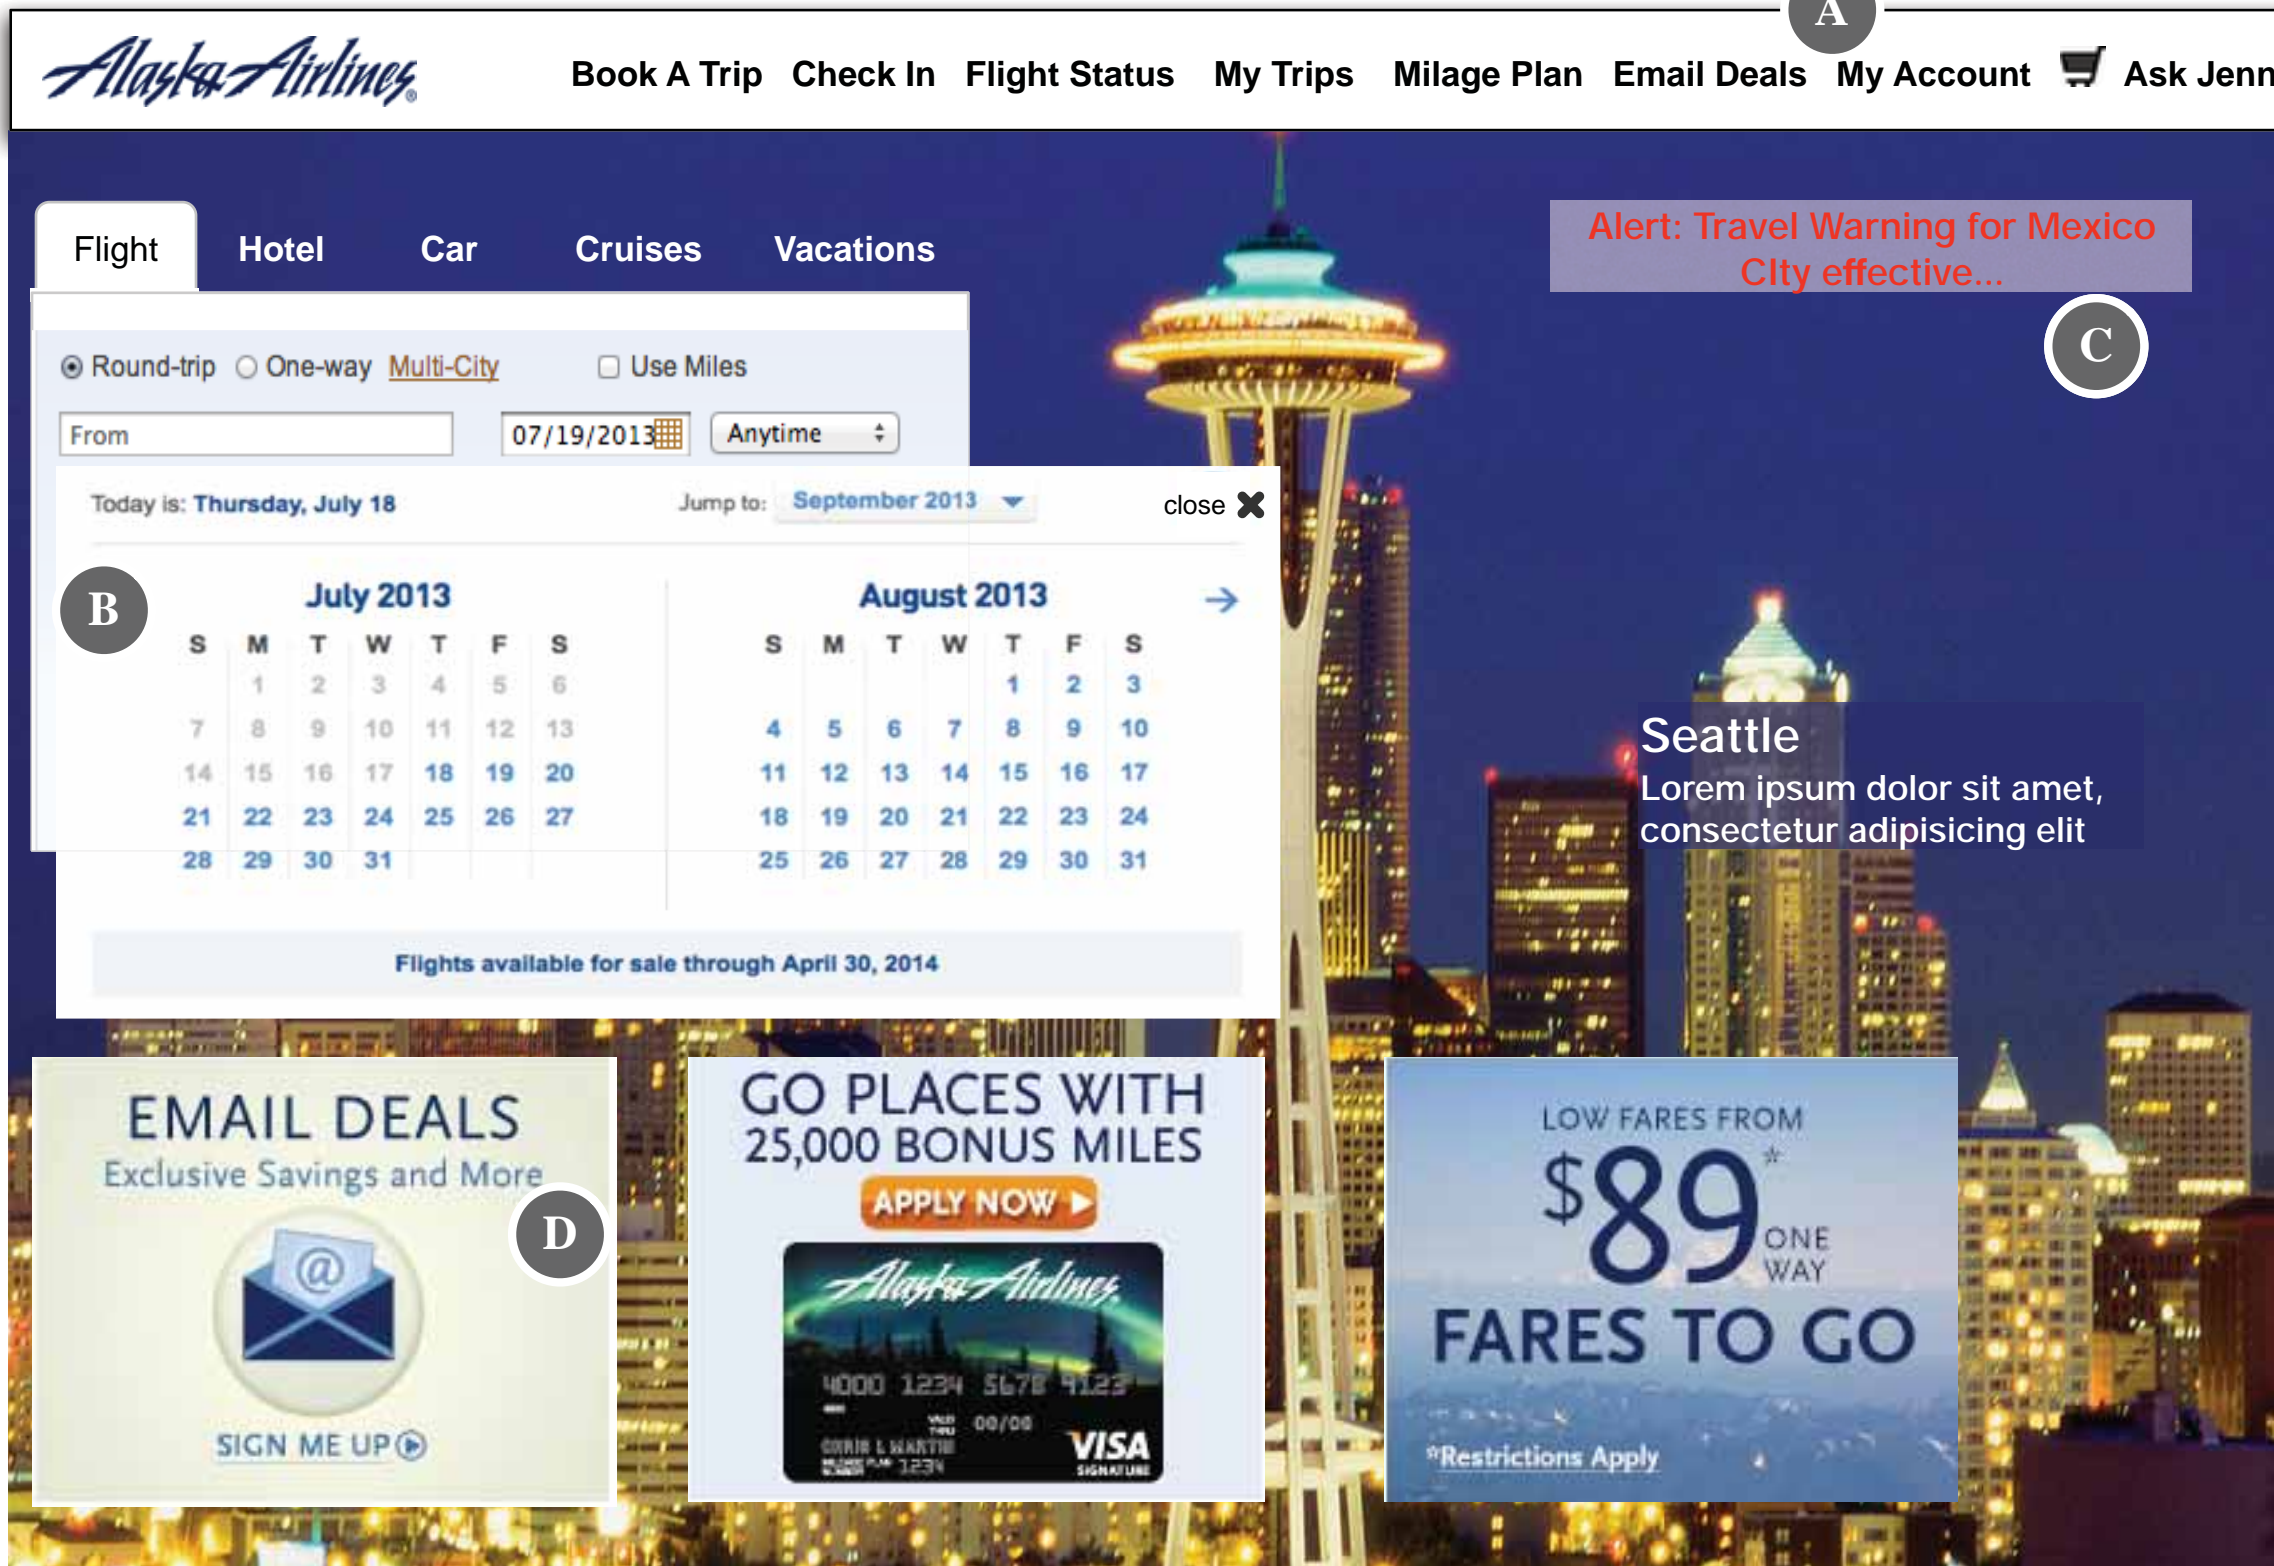 A
Alaska Airlines
Book A Trip Check In Flight Status My Trips Milage Plan Email Deals My Account Ask Jenn
Flight Hotel Car Cruises Vacations
Alert: Travel Warning for Mexico
CIty effective...
C
Round-trip One-way Multi-City Use Miles
From 07/19/2013 Anytime
Today is: Thursday, July 18 Jump to: September 2013 close
B
July 2013 August 2013
S M T W T F S S M T W T F S
1 2 3 4 5 6 1 2 3
7 8 9 10 11 12 13 4 5 6 7 8 9 10
14 15 16 17 18 19 20 11 12 13 14 15 16 17
21 22 23 24 25 26 27 18 19 20 21 22 23 24
28 29 30 31 25 26 27 28 29 30 31
Flights available for sale through April 30, 2014
Seattle
Lorem ipsum dolor sit amet,
consectetur adipisicing elit
EMAIL DEALS
Exclusive Savings and More
D
@
SIGN ME UP
GO PLACES WITH
25,000 BONUS MILES
APPLY NOW
Alaska Airlines
4000 1234 5678 9123
VALID
THRU 00/00
CHRIS L MARTIN
1234
VISA
SIGNATURE
LOW FARES FROM
$89*
ONE
WAY
FARES TO GO
*Restrictions Apply